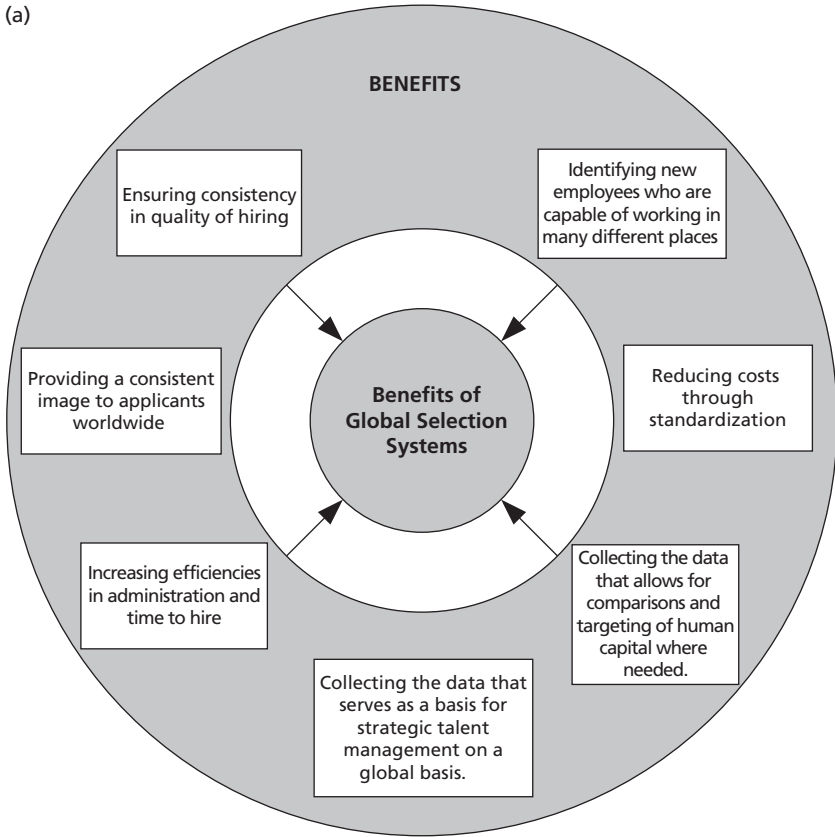 (a)
BENEFITS
Ensuring consistency
in quality of hiring
Identifying new
employees who are
capable of working in
many different places
Providing a consistent
image to applicants
worldwide
Benefits of
Global Selection
Systems
Reducing costs
through
standardization
Increasing efficiencies
in administration and
time to hire
Collecting the data
that allows for
comparisons and
targeting of human
capital where
needed.
Collecting the data that
serves as a basis for
strategic talent
management on a
global basis.